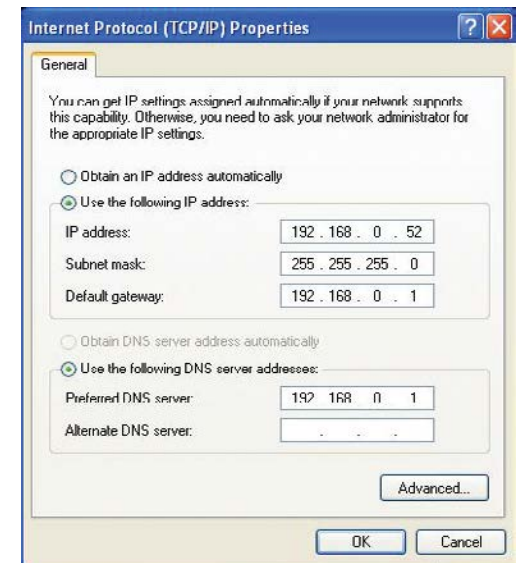 Internet Protocol (TCP/IP) Properties
General
You can get IP settings assigned automatically if your network supports
this capability. Otherwise, you need to ask your network administrator for
the appropriate IP settings.
Obtain an IP address automatically
Use the following IP address:
IP address: 192 . 168 . 0 . 52
Subnet mask: 255 . 255 . 255 . 0
Default gateway: 192 . 168 . 0 . 1
Obtain DNS server address automatically
Use the following DNS server addresses:
Preferred DNS server: 192 168 0 1
Alternate DNS server: . . .
Advanced...
OK Cancel